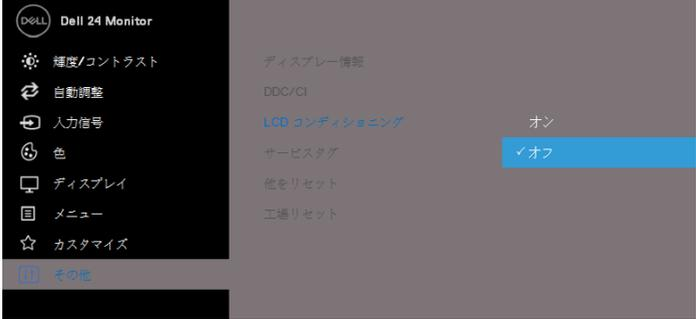 DELL Dell 24 Monitor
輝度/コントラスト
自動調整
入力信号
色
ディスプレイ
メニュー
カスタマイズ
その他
ディスプレー情報
DDC/CI
LCD コンディショニング
サービスタグ
他をリセット
工場リセット
オン
✓オフ